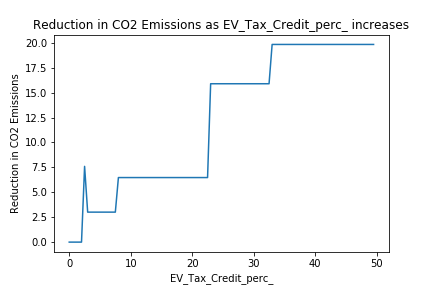 Reduction in CO2 Emissions as EV_Tax_Credit_perc_ increases
20.0
17.5
15.0
12.5
10.0
7.5
5.0
2.5
0.0
Reduction in CO2 Emissions
0 10 20 30 40 50
EV_Tax_Credit_perc_